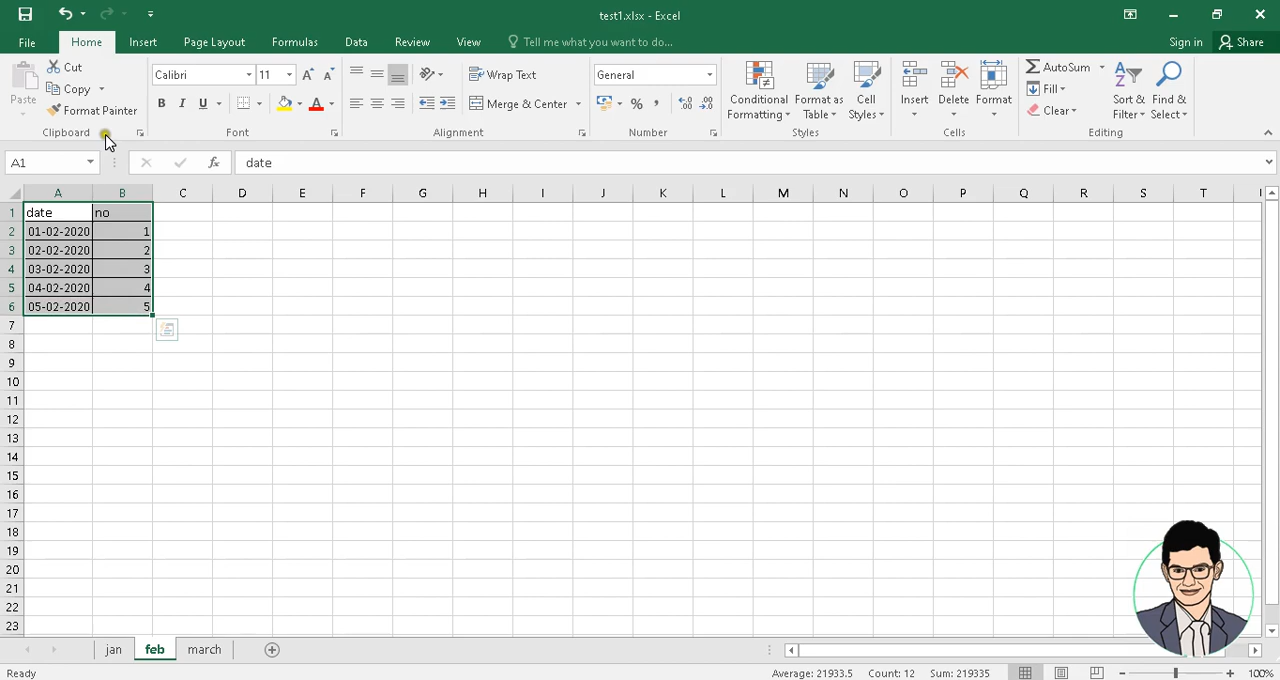 test1.xlsx - Excel
File Home Insert Page Layout Formulas Data Review View Tell me what you want to do... Sign in Share
Paste
Cut
Copy
Format Painter
Clipboard
Calibri 11
B I U A
Font
Wrap Text
Merge & Center
Alignment
General
%
Number
Conditional Formatting
Format as Table
Cell Styles
Styles
Insert Delete Format
Cells
AutoSum
Fill
Clear
Sort & Filter
Find & Select
Editing
A1 fx date
A B C D E F G H I J K L M N O P Q R S T
1 date no
2 01-02-2020 1
3 02-02-2020 2
4 03-02-2020 3
5 04-02-2020 4
6 05-02-2020 5
7
8
9
10
11
12
13
14
15
16
17
18
19
20
21
22
23
jan feb march
Ready Average: 21933.5 Count: 12 Sum: 219335 100%